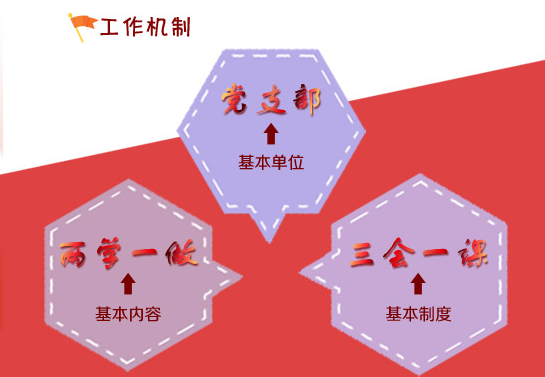 工作机制
党支部
基本单位
两学一做
基本内容
三会一课
基本制度